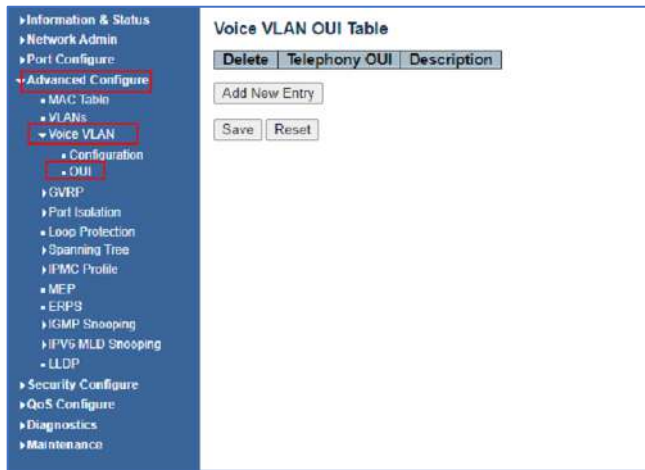 Information & Status
Network Admin
Port Configure
Advanced Configure
MAC Table
VLANs
Voice VLAN
Configuration
OUI
GVRP
Port Isolation
Loop Protection
Spanning Tree
IPMC Profile
MEP
ERPS
IGMP Snooping
IPV6 MLD Snooping
LLDP
Security Configure
QoS Configure
Diagnostics
Maintenance
Voice VLAN OUI Table
Delete Telephony OUI Description
Add New Entry
Save Reset